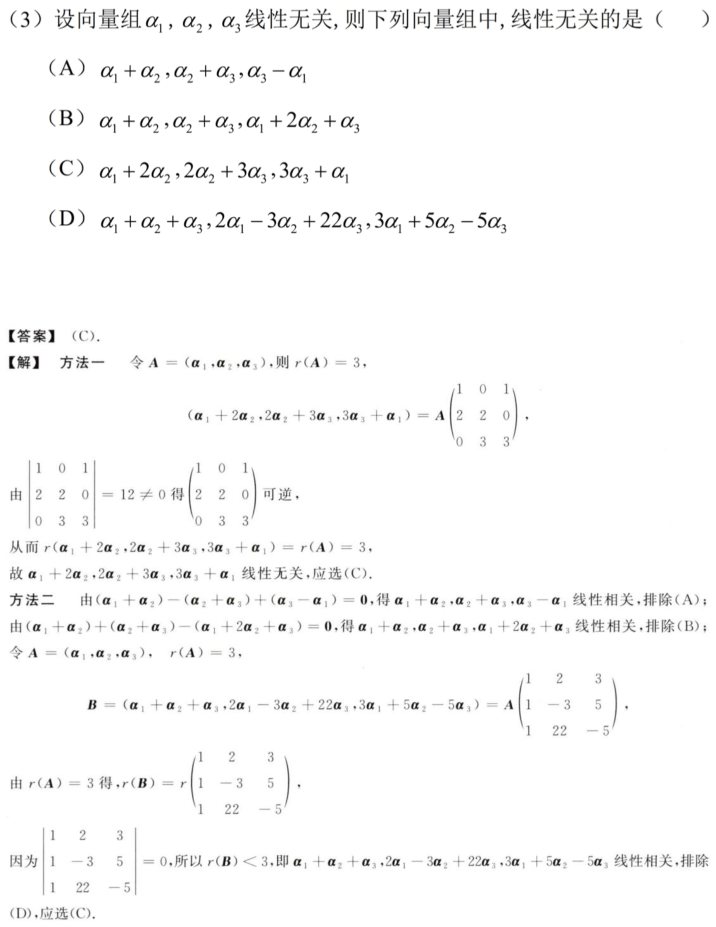 （3）设向量组α₁，α₂，α₃线性无关，则下列向量组中，线性无关的是（　　）
（A）α₁+α₂,α₂+α₃,α₃−α₁
（B）α₁+α₂,α₂+α₃,α₁+2α₂+α₃
（C）α₁+2α₂,2α₂+3α₃,3α₃+α₁
（D）α₁+α₂+α₃,2α₁−3α₂+22α₃,3α₁+5α₂−5α₃
【答案】 (C).
【解】 方法一 令 A = (α₁,α₂,α₃),则 r(A) = 3,
(α₁+2α₂,2α₂+3α₃,3α₃+α₁) = A(1 0 1; 2 2 0; 0 3 3),
由 |1 0 1; 2 2 0; 0 3 3| = 12 ≠ 0 得 (1 0 1; 2 2 0; 0 3 3) 可逆,
从而 r(α₁+2α₂,2α₂+3α₃,3α₃+α₁) = r(A) = 3,
故 α₁+2α₂,2α₂+3α₃,3α₃+α₁ 线性无关,应选(C).
方法二 由(α₁+α₂)−(α₂+α₃)+(α₃−α₁) = 0,得 α₁+α₂,α₂+α₃,α₃−α₁ 线性相关,排除(A);
由(α₁+α₂)+(α₂+α₃)−(α₁+2α₂+α₃) = 0,得 α₁+α₂,α₂+α₃,α₁+2α₂+α₃ 线性相关,排除(B);
令 A = (α₁,α₂,α₃), r(A) = 3,
B = (α₁+α₂+α₃,2α₁−3α₂+22α₃,3α₁+5α₂−5α₃) = A(1 2 3; 1 −3 5; 1 22 −5),
由 r(A) = 3 得,r(B) = r(1 2 3; 1 −3 5; 1 22 −5),
因为 |1 2 3; 1 −3 5; 1 22 −5| = 0,所以 r(B) < 3,即 α₁+α₂+α₃,2α₁−3α₂+22α₃,3α₁+5α₂−5α₃ 线性相关,排除
(D),应选(C).